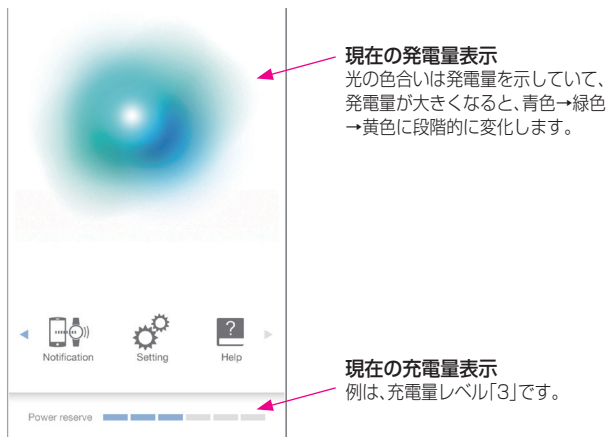 現在の発電量表示
光の色合いは発電量を示していて、
発電量が大きくなると、青色→緑色
→黄色に段階的に変化します。
?
Notification
Setting
Help
現在の充電量表示
例は、充電量レベル「3」です。
Power reserve